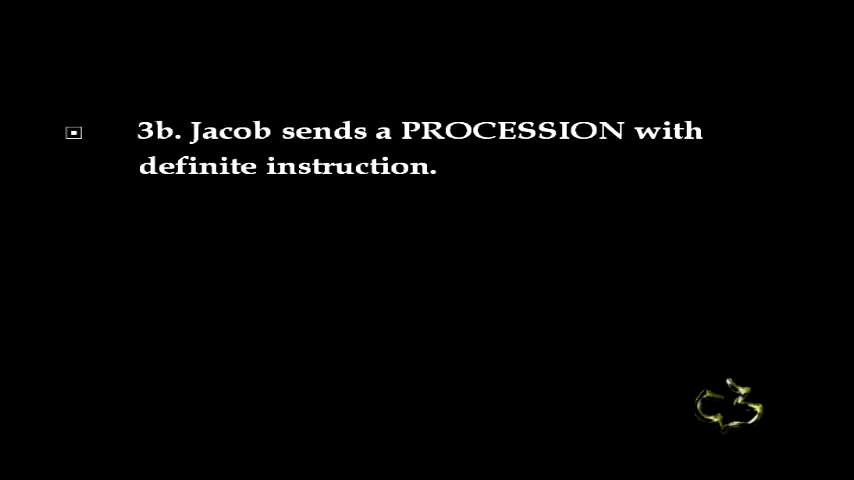 3b. Jacob sends a PROCESSION with
definite instruction.